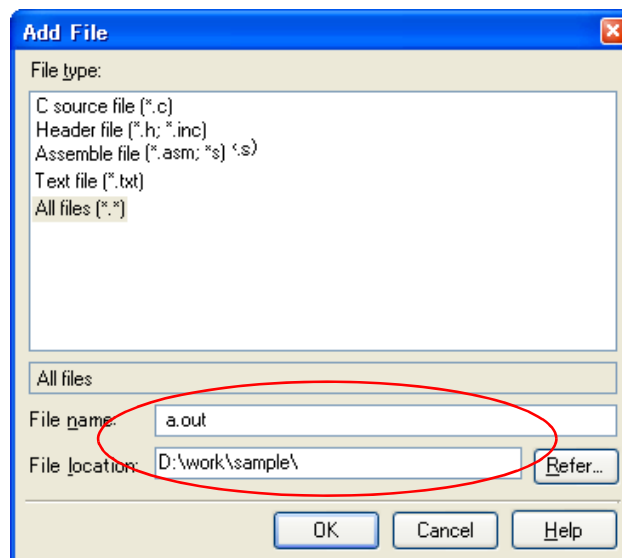 Add File
File type:
C source file (*.c)
Header file (*.h; *.inc)
Assemble file (*.asm; *s) *.s)
Text file (*.txt)
All files (*.*)
All files
File name: a.out
File location: D:\work\sample\ Refer...
OK Cancel Help